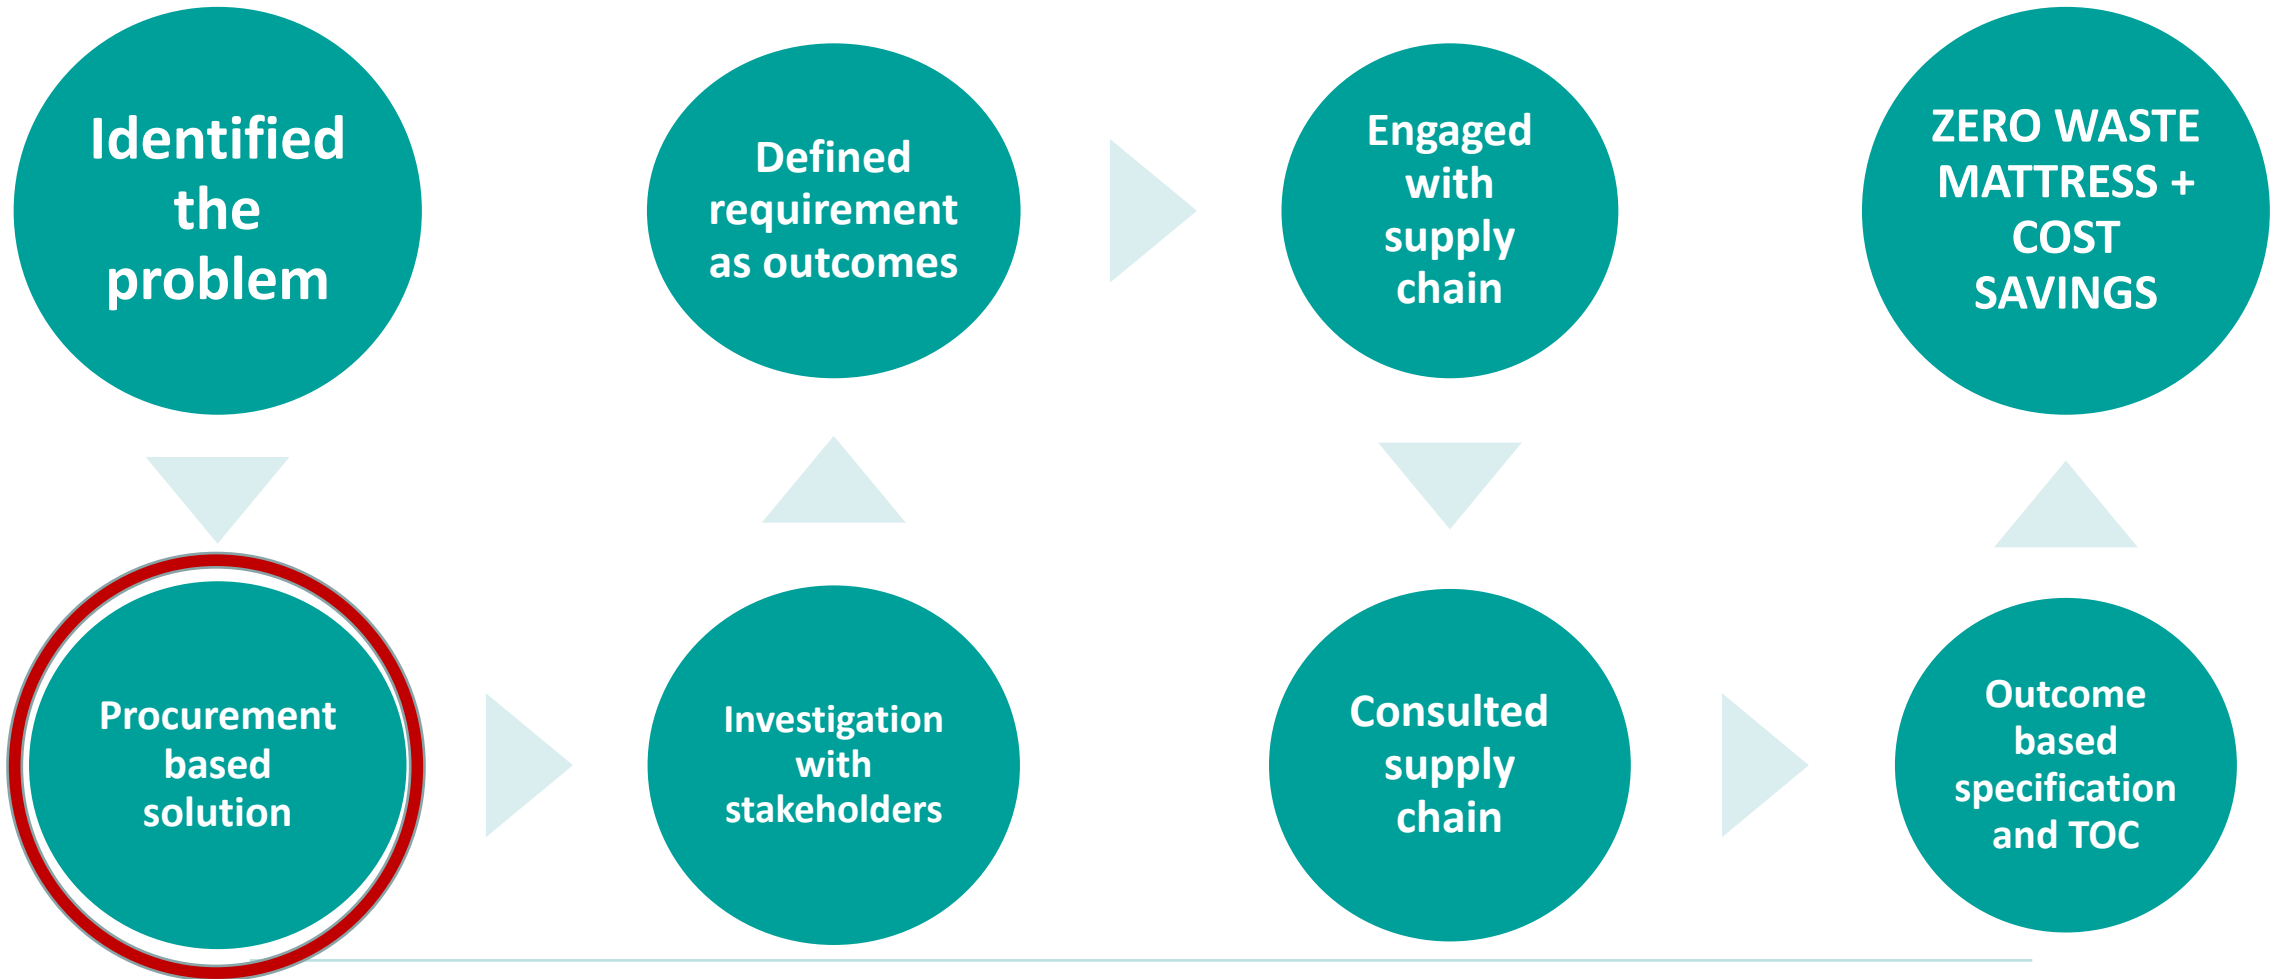 Identified
the
problem
Procurement
based
solution
Investigation
with
stakeholders
Defined
requirement
as outcomes
Engaged
with
supply
chain
Consulted
supply
chain
Outcome
based
specification
and TOC
ZERO WASTE
MATTRESS +
COST
SAVINGS